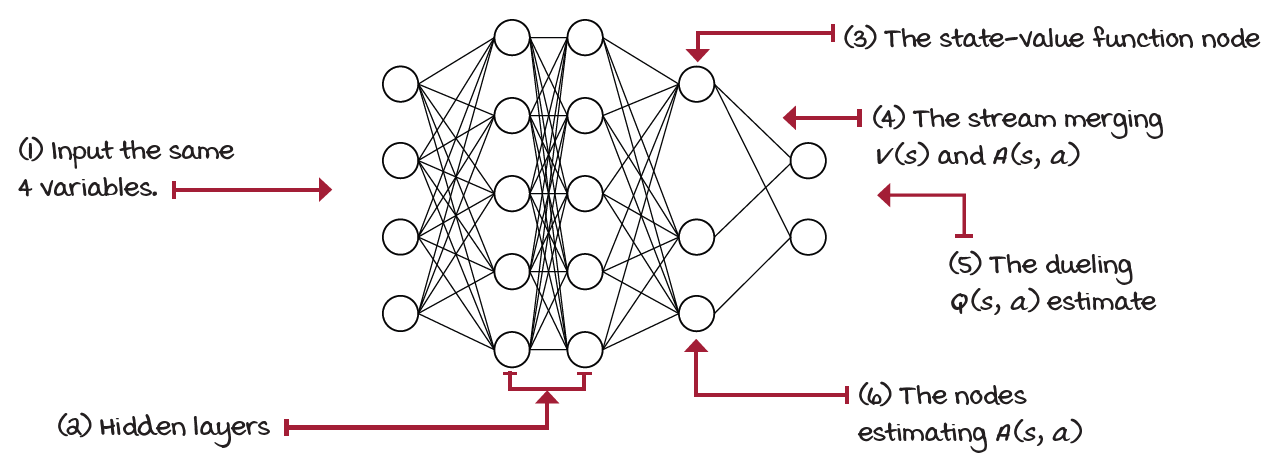 (1) Input the same
4 variables.
(2) Hidden layers
(3) The state-value function node
(4) The stream merging
V(s) and A(s, a)
(5) The dueling
Q(s, a) estimate
(6) The nodes
estimating A(s, a)